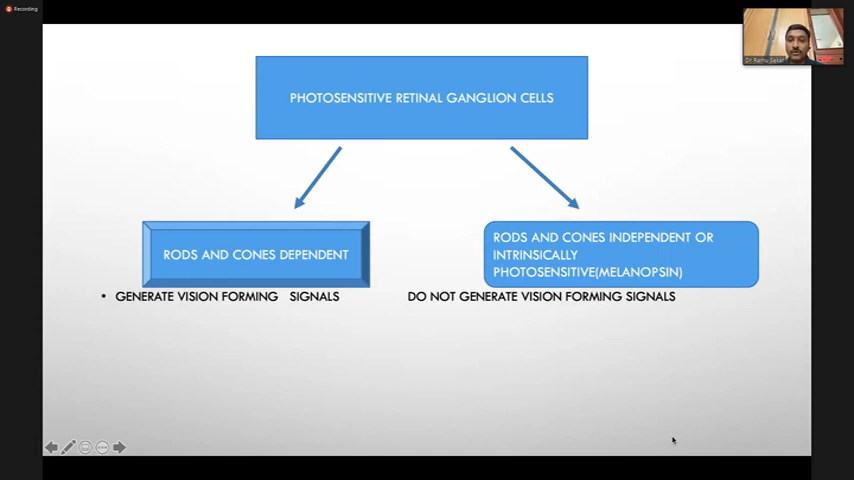 Recording
PHOTOSENSITIVE RETINAL GANGLION CELLS
RODS AND CONES DEPENDENT
RODS AND CONES INDEPENDENT OR
INTRINSICALLY
PHOTOSENSITIVE(MELANOPSIN)
• GENERATE VISION FORMING SIGNALS
DO NOT GENERATE VISION FORMING SIGNALS